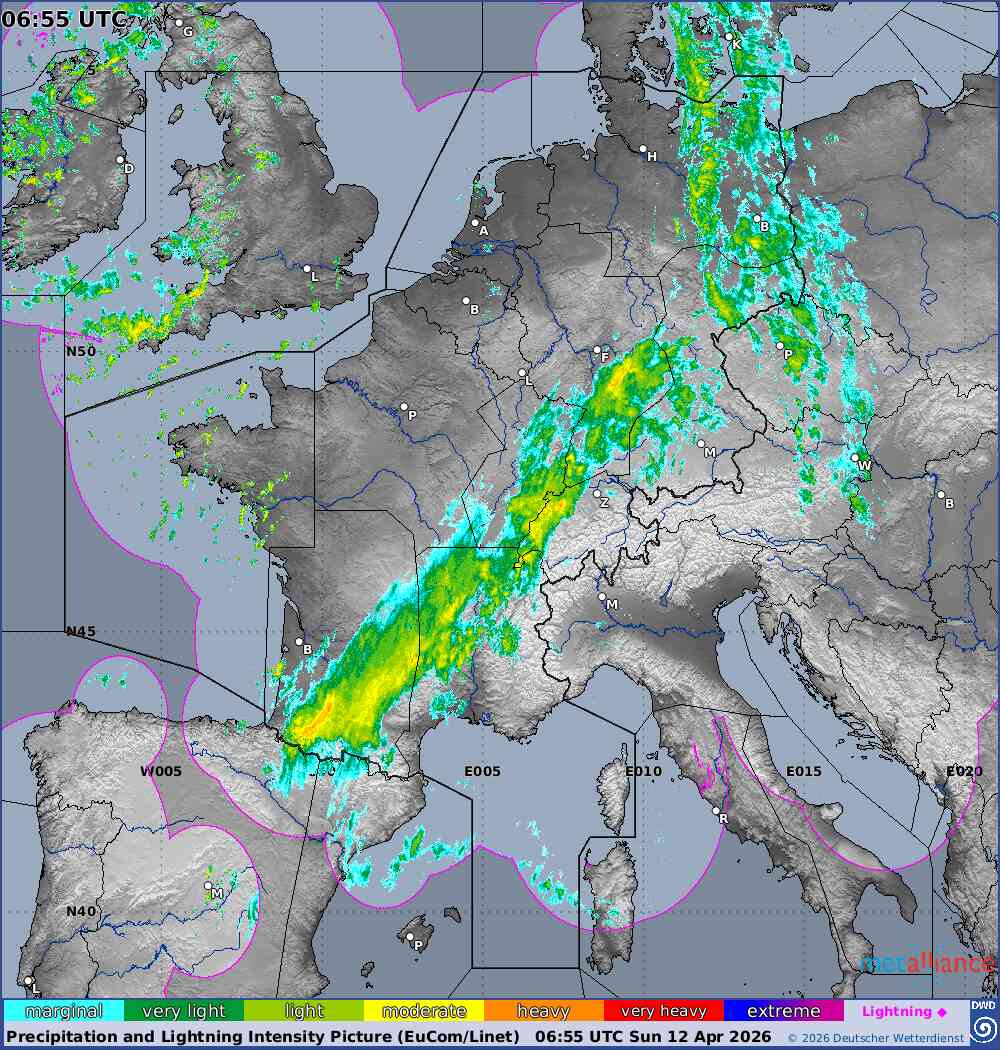 06:55 UTC
G
K
5
D
H
A
B
L
B
N50
F
L
P
P
M
W
Z
B
M
N45
B
W005
E005
E010
E015
E020
R
M
N40
P
L
metalliance
marginal very light light moderate heavy very heavy extreme Lightning ◆
DWD
Precipitation and Lightning Intensity Picture (EuCom/Linet) 06:55 UTC Sun 12 Apr 2026 © 2026 Deutscher Wetterdienst